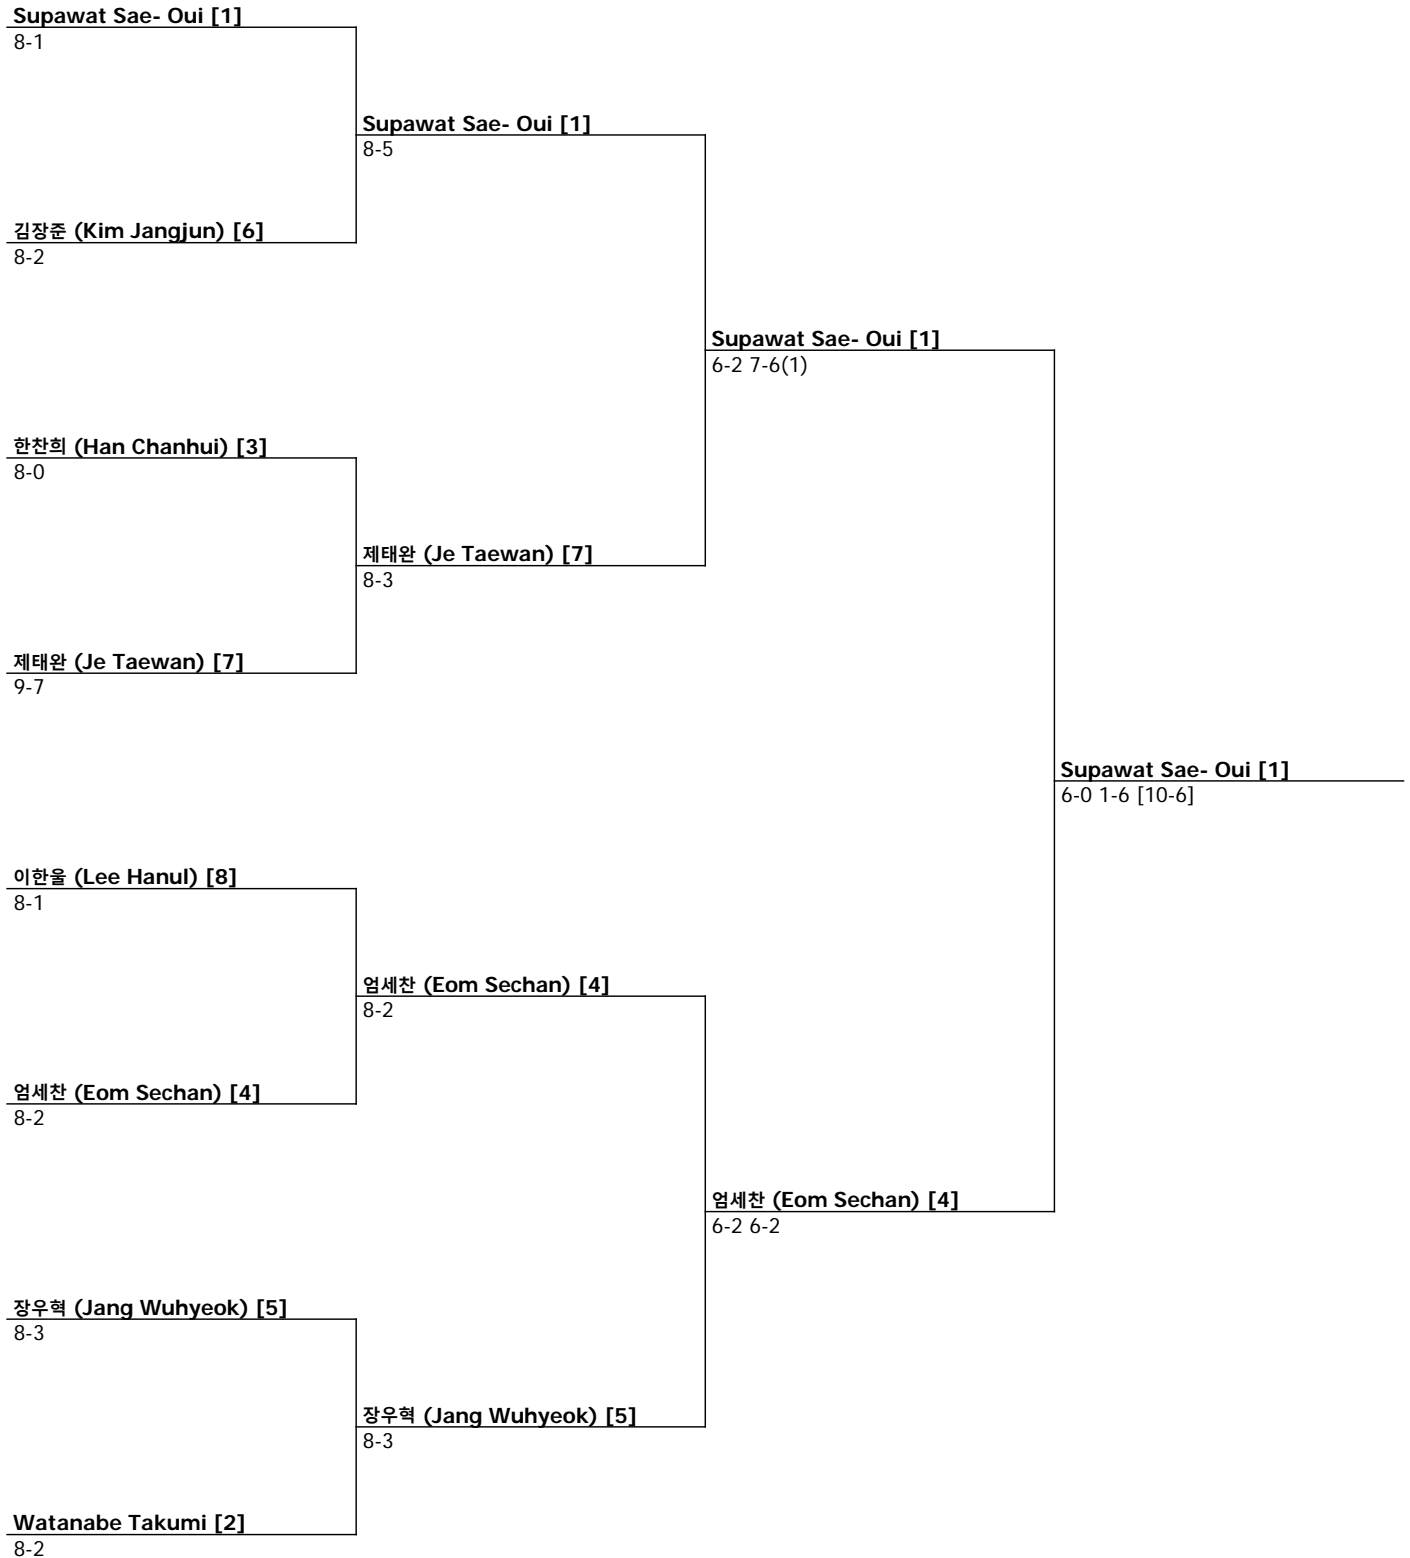 Supawat Sae- Oui [1]
8-1
Supawat Sae- Oui [1]
8-5
김장준 (Kim Jangjun) [6]
8-2
Supawat Sae- Oui [1]
6-2 7-6(1)
한찬희 (Han Chanhui) [3]
8-0
제태완 (Je Taewan) [7]
8-3
제태완 (Je Taewan) [7]
9-7
Supawat Sae- Oui [1]
6-0 1-6 [10-6]
이한울 (Lee Hanul) [8]
8-1
엄세찬 (Eom Sechan) [4]
8-2
엄세찬 (Eom Sechan) [4]
8-2
엄세찬 (Eom Sechan) [4]
6-2 6-2
장우혁 (Jang Wuhyeok) [5]
8-3
장우혁 (Jang Wuhyeok) [5]
8-3
Watanabe Takumi [2]
8-2